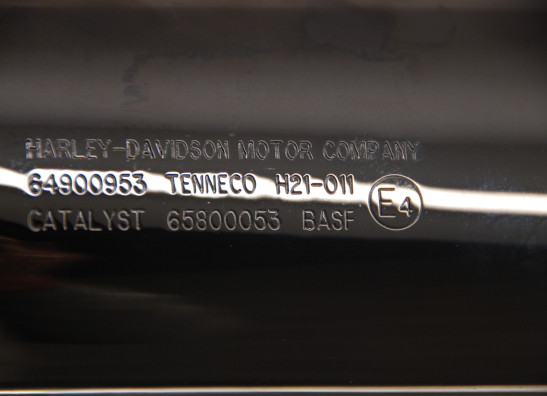 HARLEY-DAVIDSON MOTOR COMPANY
64900953 TENNECO H21-011
CATALYST 65800053 BASF E4